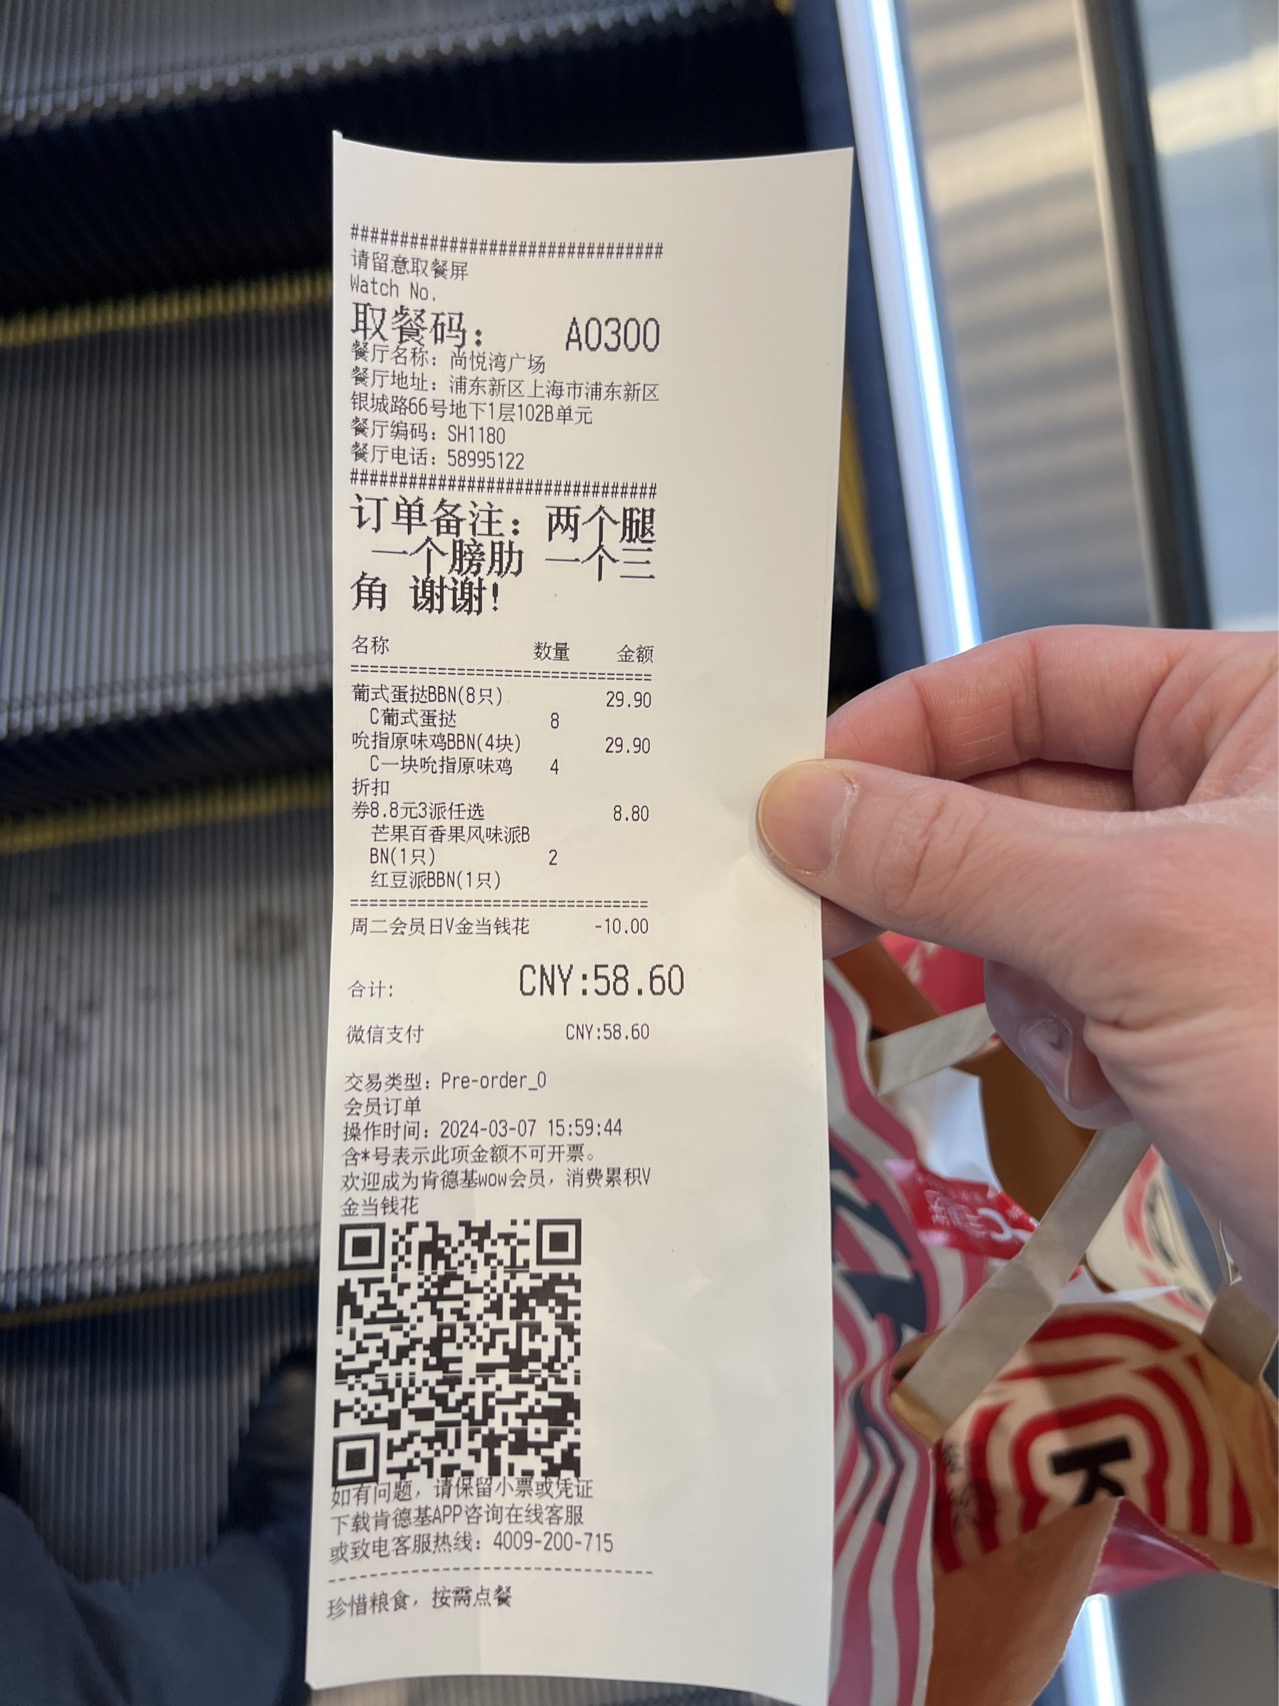 ################################
请留意取餐屏
Watch No.
取餐码： A0300
餐厅名称：尚悦湾广场
餐厅地址：浦东新区上海市浦东新区
银城路66号地下1层102B单元
餐厅编码：SH1180
餐厅电话：58995122
################################
订单备注：两个腿
一个膀肋 一个三
角 谢谢！
名称 数量 金额
================================
葡式蛋挞BBN(8只) 29.90
C葡式蛋挞 8
吮指原味鸡BBN(4块) 29.90
C一块吮指原味鸡 4
折扣
券8.8元3派任选 8.80
芒果百香果风味派B
BN(1只) 2
红豆派BBN(1只)
================================
周二会员日V金当钱花 -10.00
合计: CNY:58.60
微信支付 CNY:58.60
交易类型：Pre-order_0
会员订单
操作时间：2024-03-07 15:59:44
含*号表示此项金额不可开票。
欢迎成为肯德基wow会员，消费累积V
金当钱花
如有问题，请保留小票或凭证
下载肯德基APP咨询在线客服
或致电客服热线：4009-200-715
--------------------------------
珍惜粮食，按需点餐
K